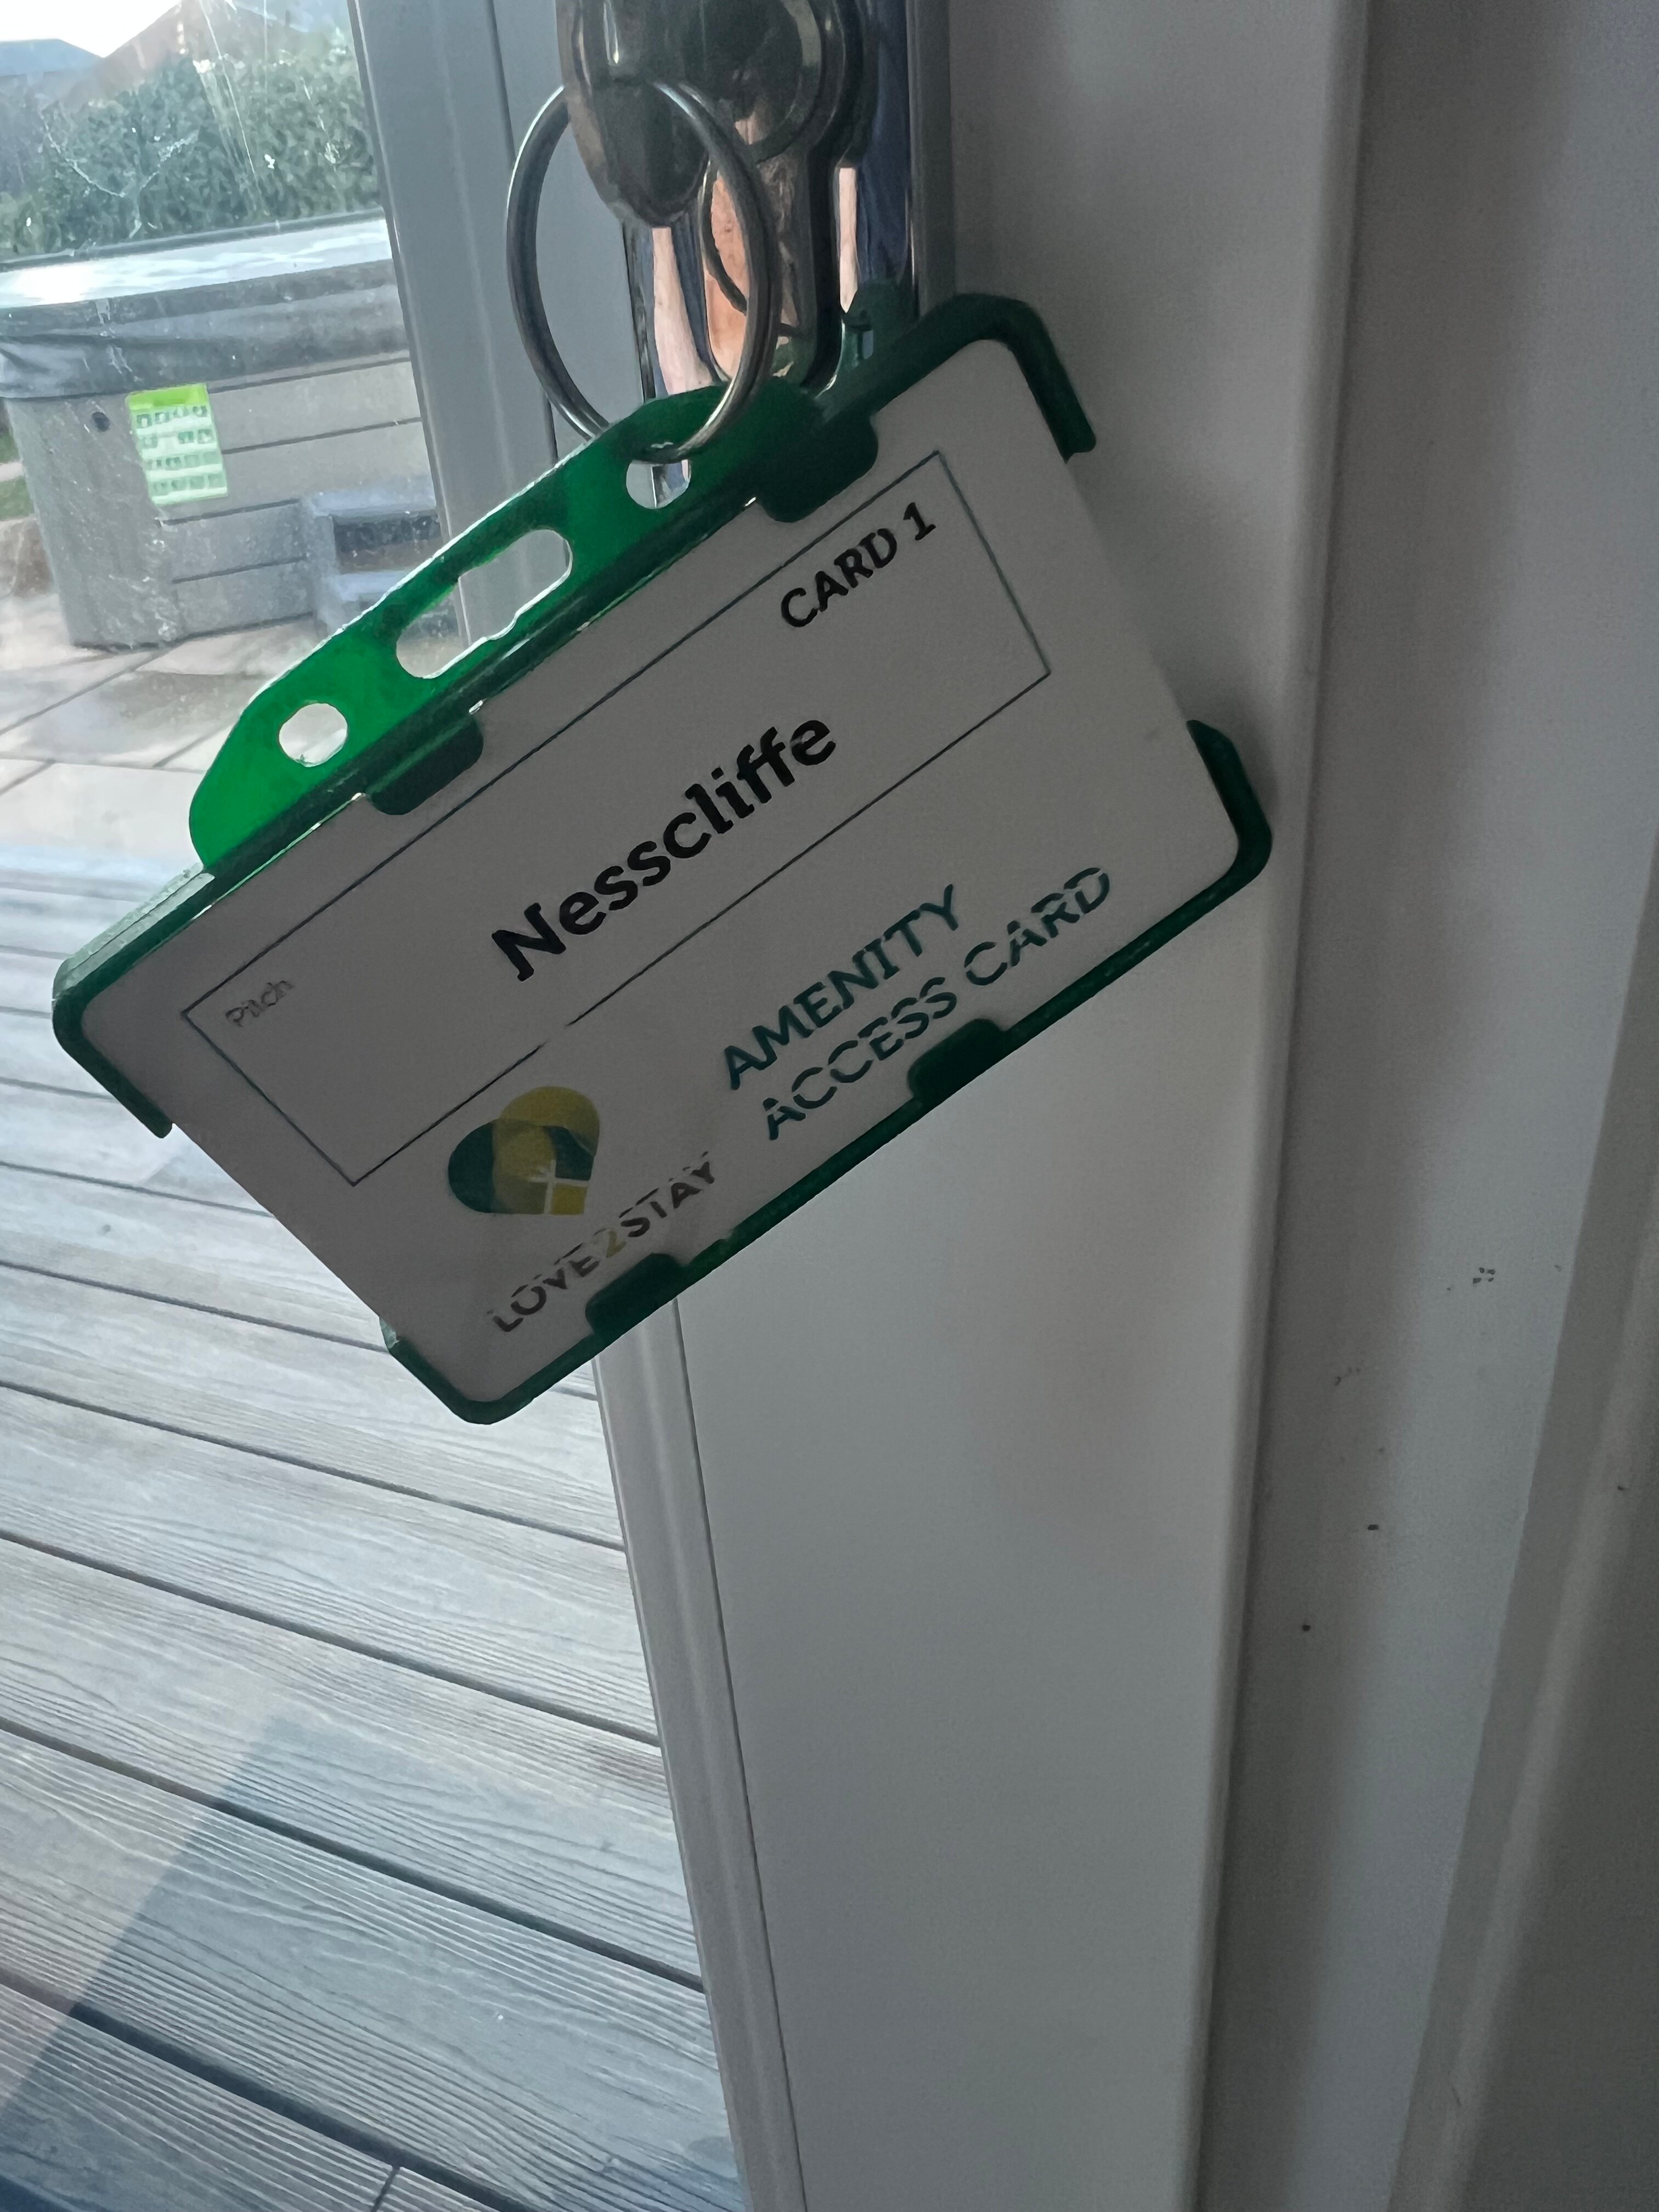 CARD 1
Pitch
Nesscliffe
AMENITY
ACCESS CARD
LOVE2STAY